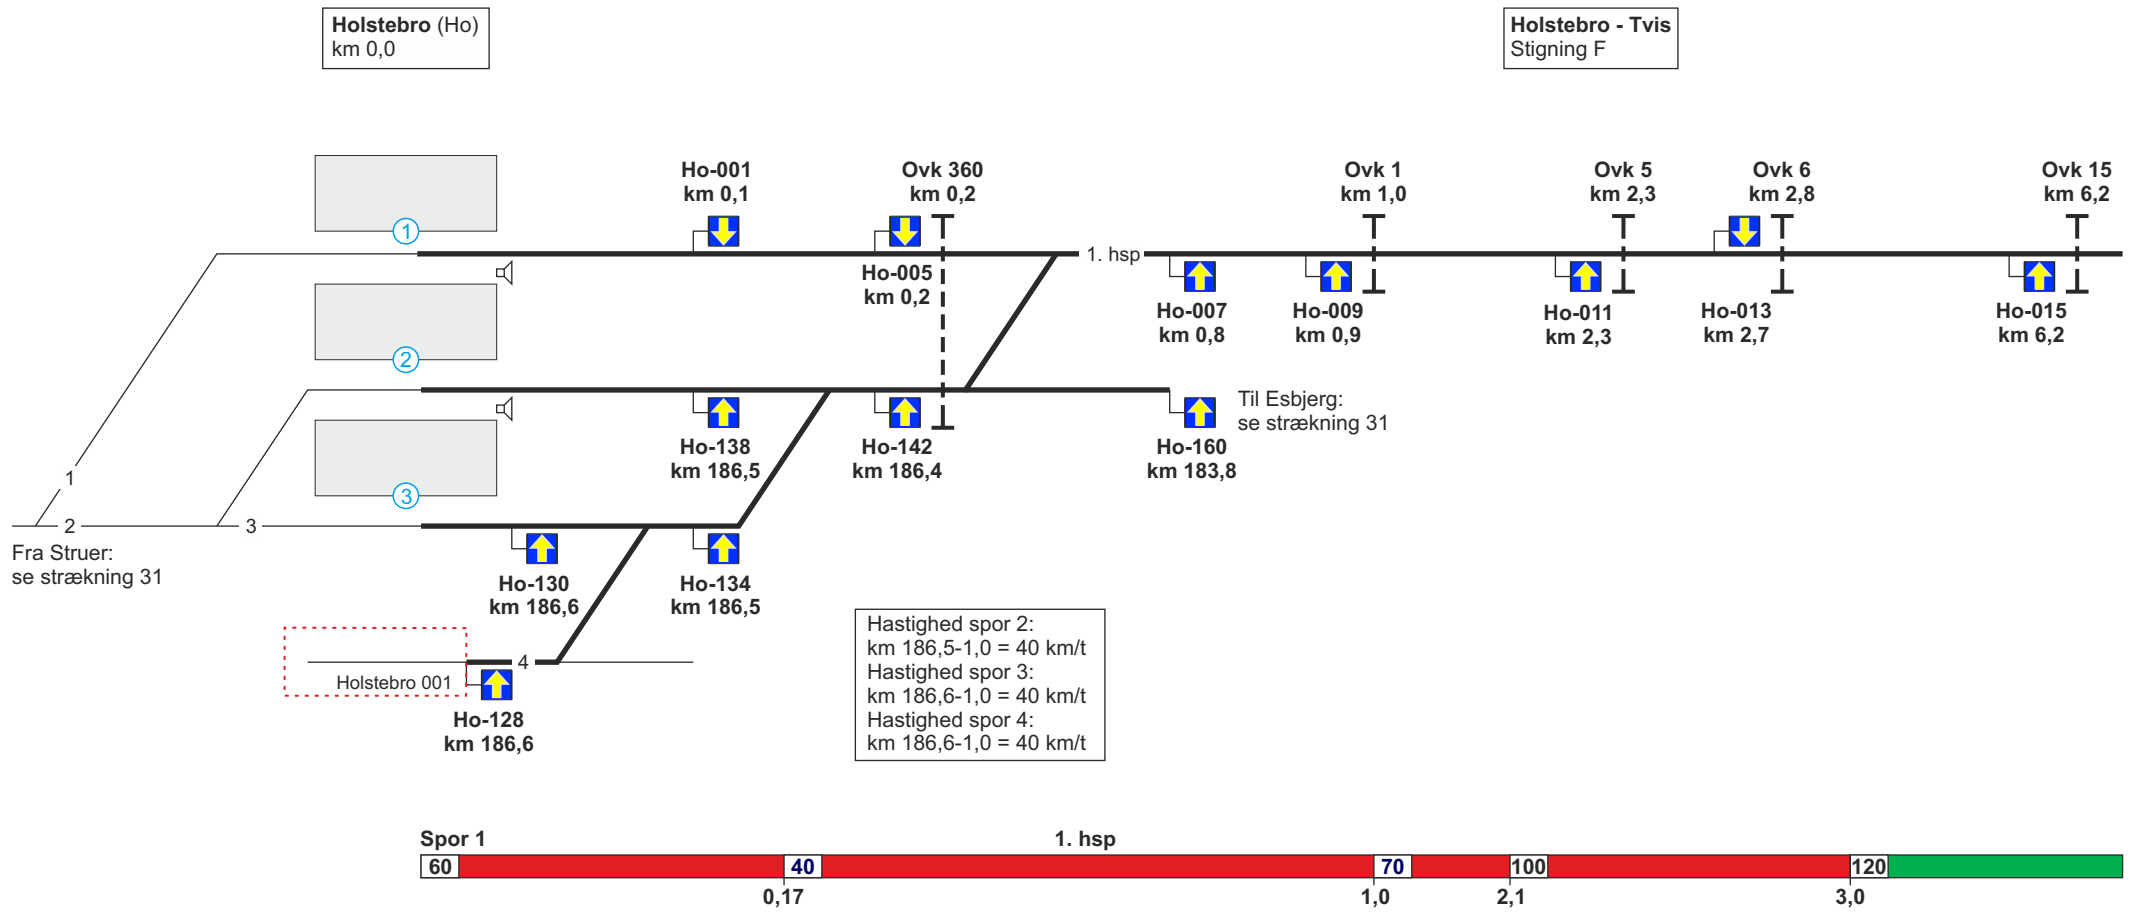 Holstebro (Ho)
km 0,0
Holstebro - Tvis
Stigning F
Ho-001
km 0,1
Ovk 360
km 0,2
Ovk 1
km 1,0
Ovk 5
km 2,3
Ovk 6
km 2,8
Ovk 15
km 6,2
1
1. hsp
Ho-005
km 0,2
Ho-007
km 0,8
Ho-009
km 0,9
Ho-011
km 2,3
Ho-013
km 2,7
Ho-015
km 6,2
2
Ho-138
km 186,5
Ho-142
km 186,4
Ho-160
km 183,8
Til Esbjerg:
se strækning 31
1
3
2
3
Fra Struer:
se strækning 31
Ho-130
km 186,6
Ho-134
km 186,5
4
Holstebro 001
Ho-128
km 186,6
Hastighed spor 2:
km 186,5-1,0 = 40 km/t
Hastighed spor 3:
km 186,6-1,0 = 40 km/t
Hastighed spor 4:
km 186,6-1,0 = 40 km/t
Spor 1
1. hsp
60 40 70 100 120
0,17 1,0 2,1 3,0